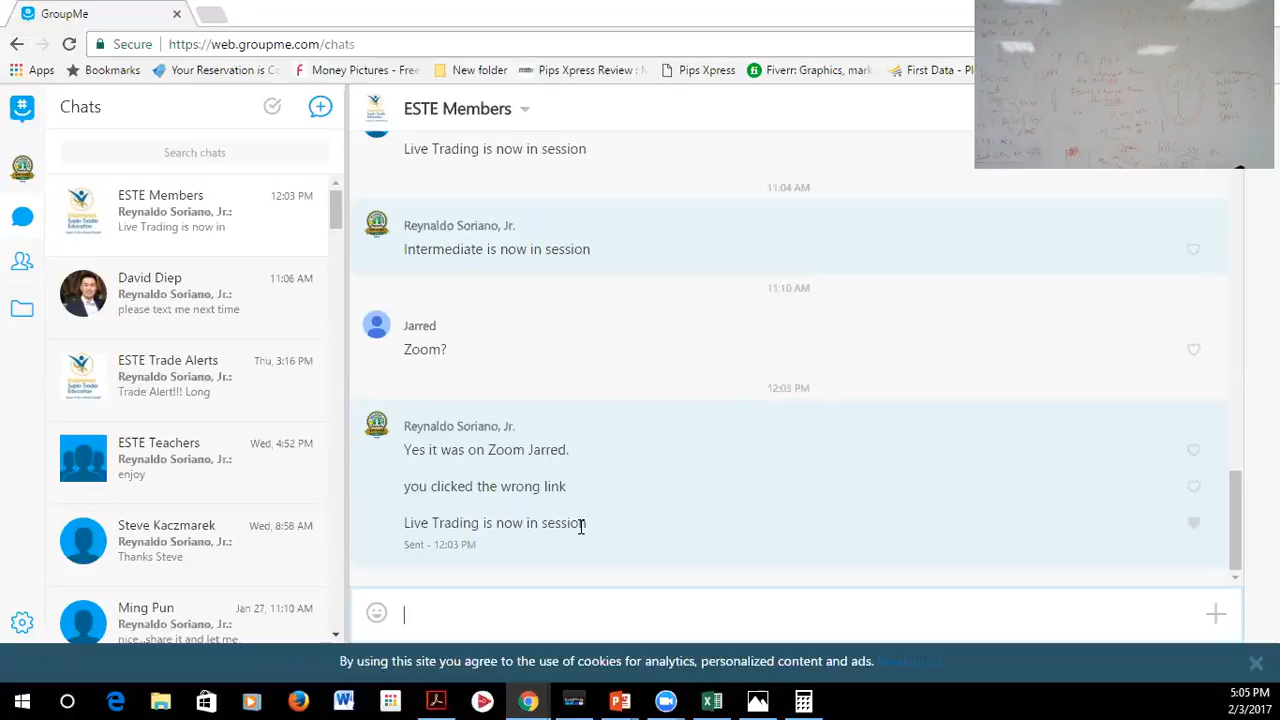 GroupMe
Secure https://web.groupme.com/chats
Apps Bookmarks Your Reservation Confi Money Pictures - Free New folder Pips Xpress Review: Pips Xpress Fiverr: Graphics, mark First Data - P
Chats
Search chats
ESTE Members 12:03 PM
Reynaldo Soriano, Jr.:
Live Trading is now in
David Diep 11:06 AM
Reynaldo Soriano, Jr.:
please text me next time
ESTE Trade Alerts Thu, 3:16 PM
Reynaldo Soriano, Jr.:
Trade Alert!!! Long
ESTE Teachers Wed, 4:52 PM
Reynaldo Soriano, Jr.:
enjoy
Steve Kaczmarek Wed, 8:58 AM
Reynaldo Soriano, Jr.:
Thanks Steve
Ming Pun Jan 27, 11:10 AM
nice...share it and let me
ESTE Members
Live Trading is now in session
11:04 AM
Reynaldo Soriano, Jr.
Intermediate is now in session
11:10 AM
Jarred
Zoom?
12:03 PM
Reynaldo Soriano, Jr.
Yes it was on Zoom Jarred.
you clicked the wrong link
Live Trading is now in session
Sent - 12:03 PM
By using this site you agree to the use of cookies for analytics, personalized content and ads.
5:05 PM
2/3/2017